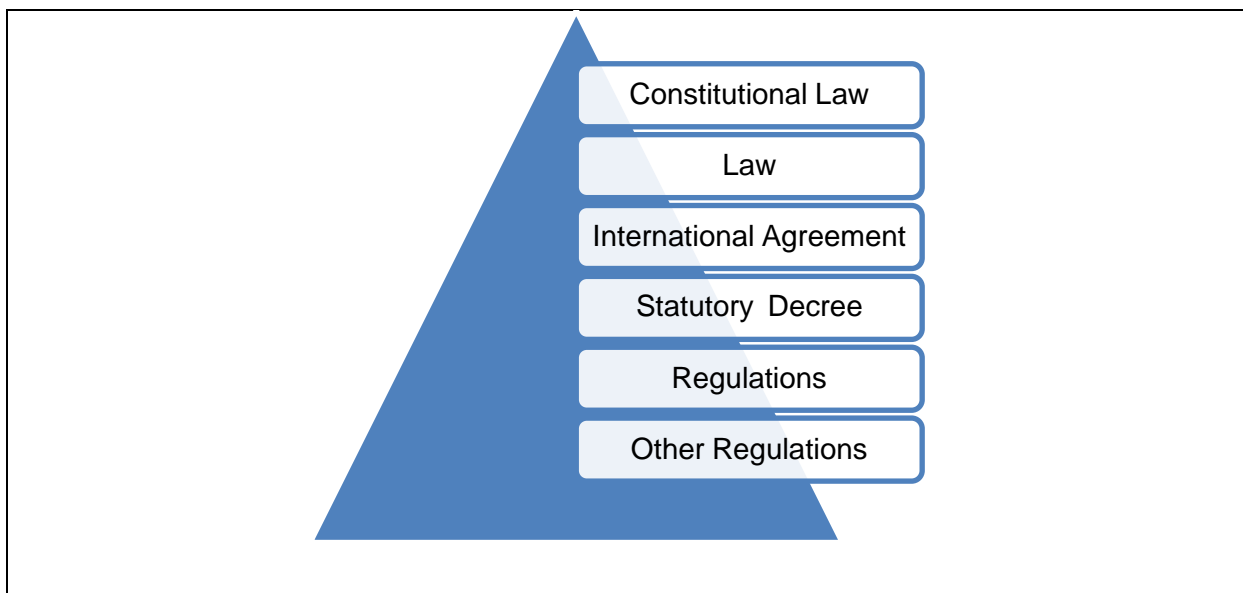 Constitutional Law
Law
International Agreement
Statutory Decree
Regulations
Other Regulations